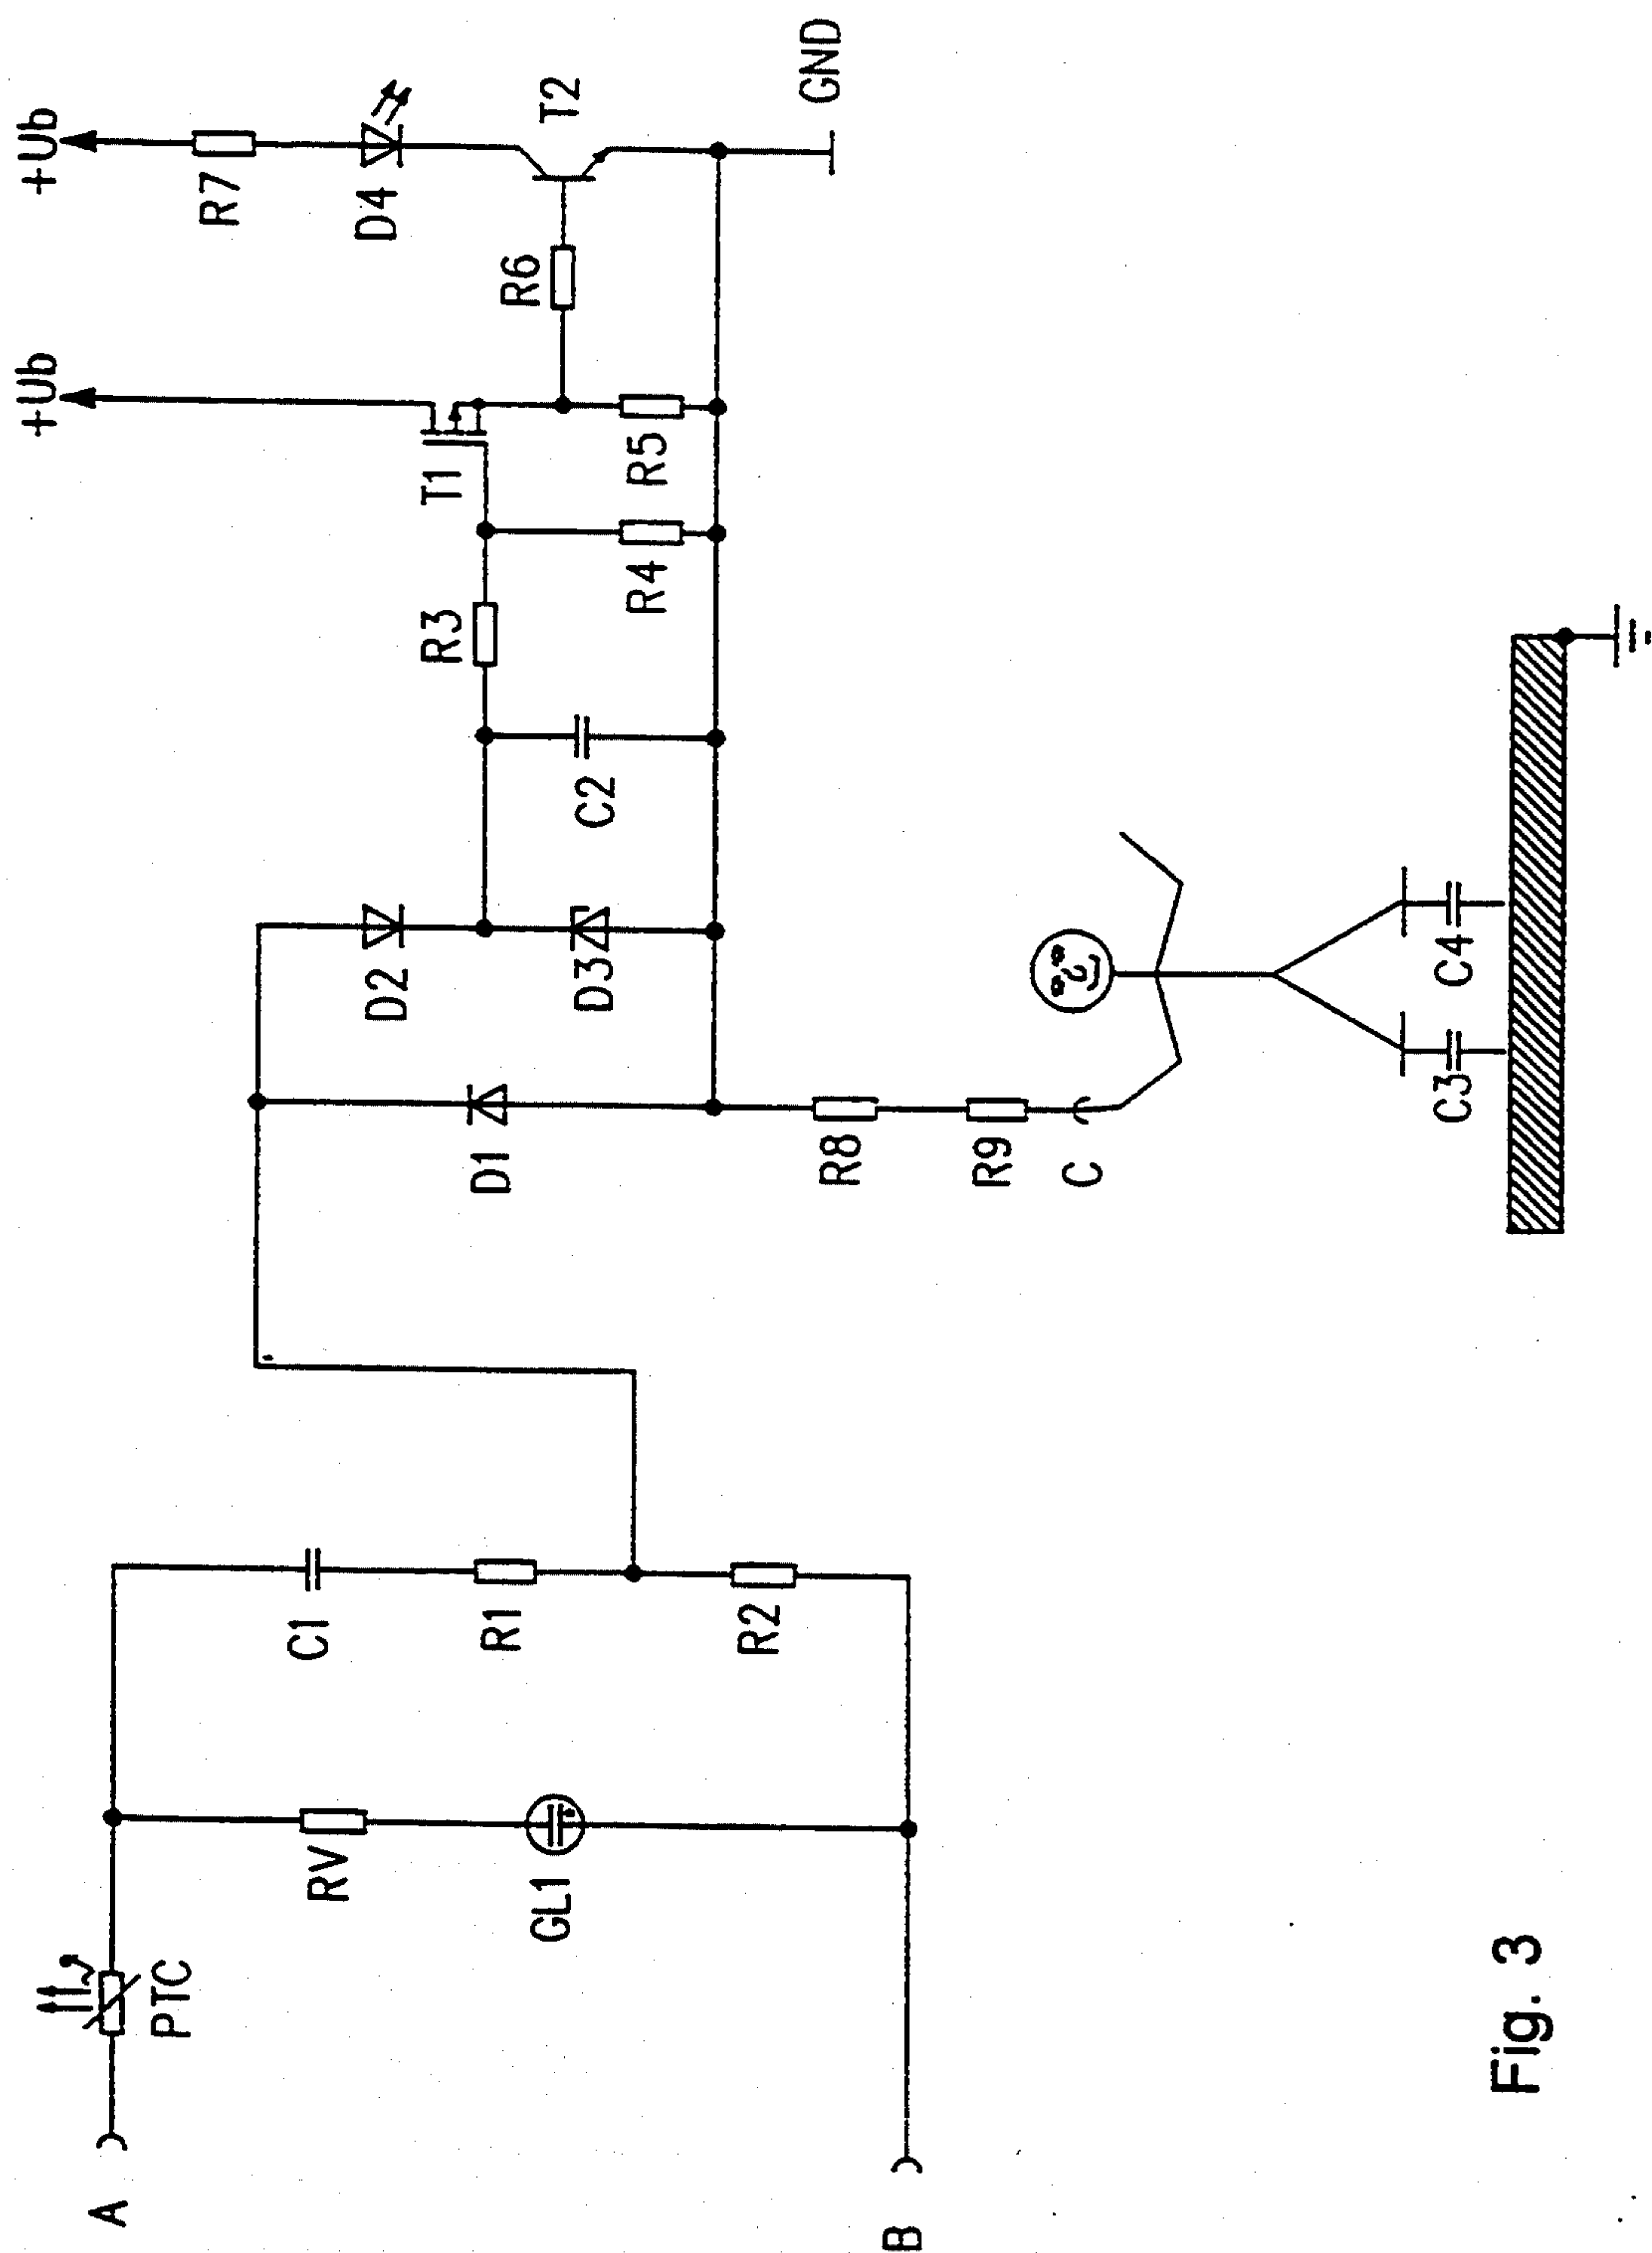 +Ub
+Ub
R7
D4
T2
GND
R6
T1
R5
R4
R3
C2
D2
D3
D1
R8
R9
C
C4
C3
C1
R1
R2
RV
GL1
PTC
A
B
Fig. 3